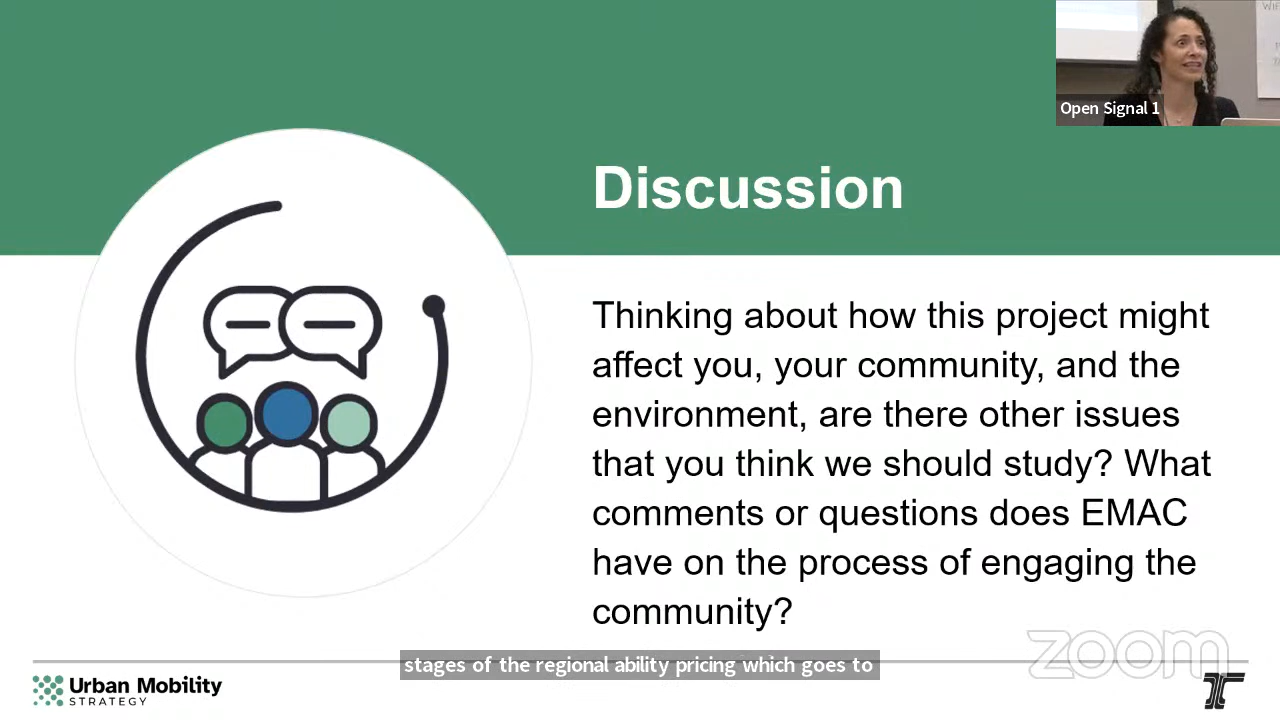 Open Signal 1
Discussion
Thinking about how this project might
affect you, your community, and the
environment, are there other issues
that you think we should study? What
comments or questions does EMAC
have on the process of engaging the
community?
zoom
stages of the regional ability pricing which goes to
Urban Mobility
STRATEGY